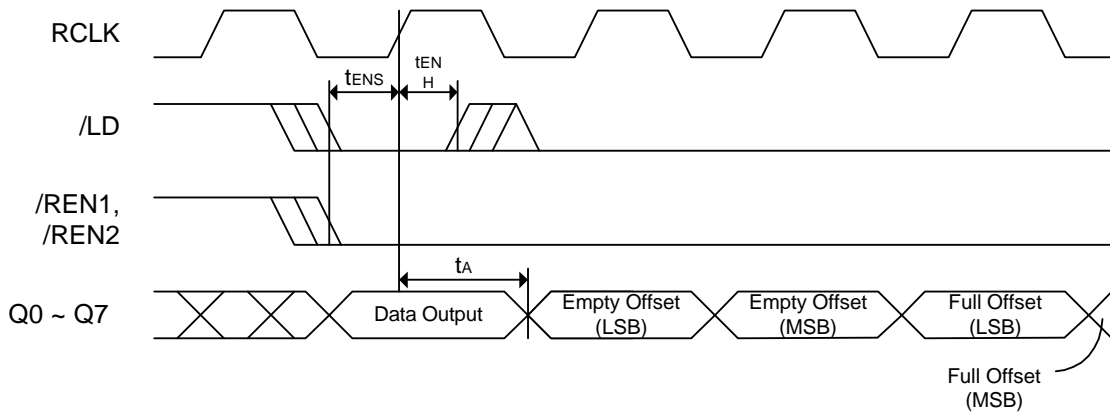 RCLK
tENS
tEN
H
/LD
/REN1,
/REN2
tA
Q0 ~ Q7
Data Output
Empty Offset
(LSB)
Empty Offset
(MSB)
Full Offset
(LSB)
Full Offset
(MSB)